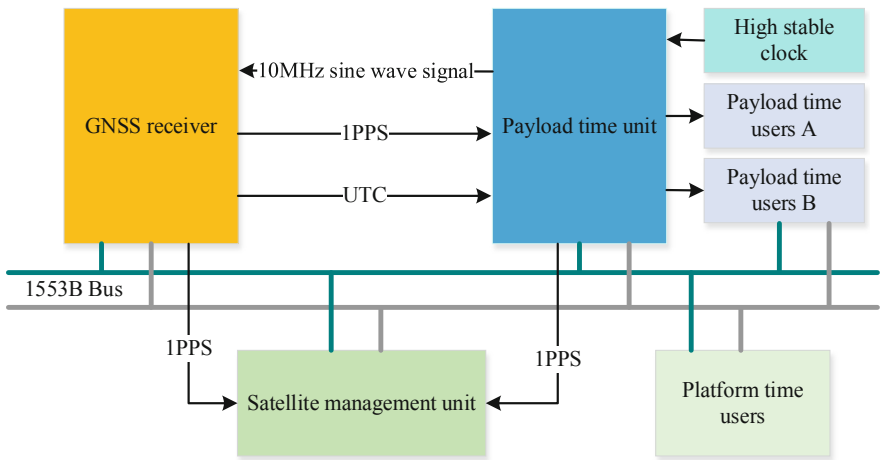 High stable
clock
10MHz sine wave signal
GNSS receiver
1PPS
Payload time unit
Payload time
users A
UTC
Payload time
users B
1553B Bus
1PPS
1PPS
Satellite management unit
Platform time
users